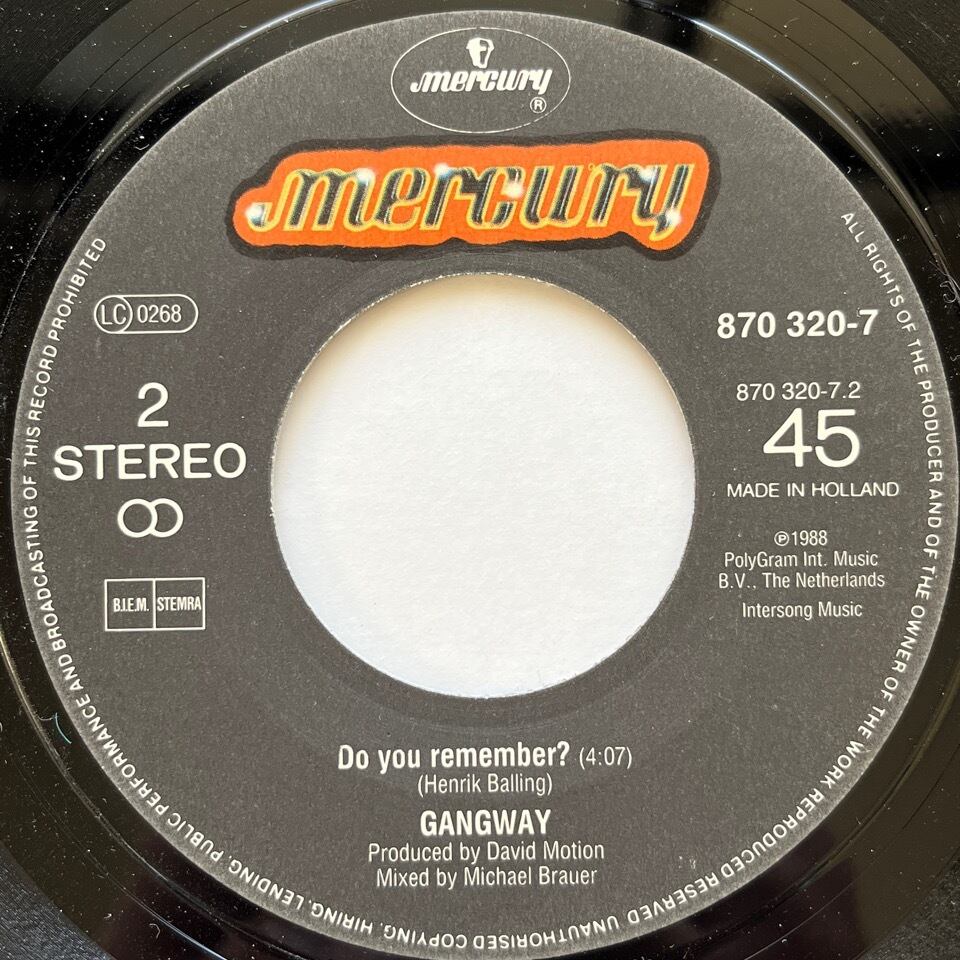 mercury
®
mercury
LC 0268
870 320-7
2
STEREO
870 320-7.2
45
MADE IN HOLLAND
℗1988
PolyGram Int. Music
B.V., The Netherlands
Intersong Music
B.I.E.M. STEMRA
Do you remember? (4:07)
(Henrik Balling)
GANGWAY
Produced by David Motion
Mixed by Michael Brauer
ALL RIGHTS OF THE PRODUCER AND OF THE OWNER OF THE WORK REPRODUCED RESERVED UNAUTHORISED COPYING, HIRING, LENDING, PUBLIC PERFORMANCE AND BROADCASTING OF THIS RECORD PROHIBITED